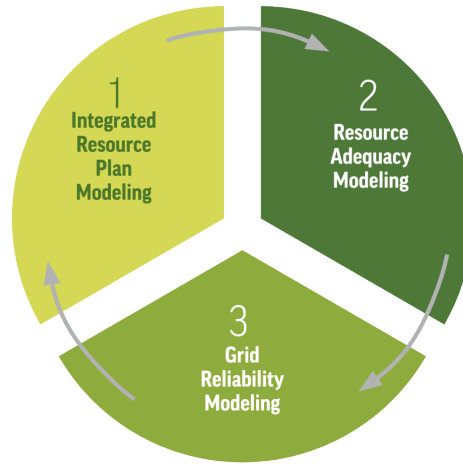 1
Integrated
Resource
Plan
Modeling
2
Resource
Adequacy
Modeling
3
Grid
Reliability
Modeling